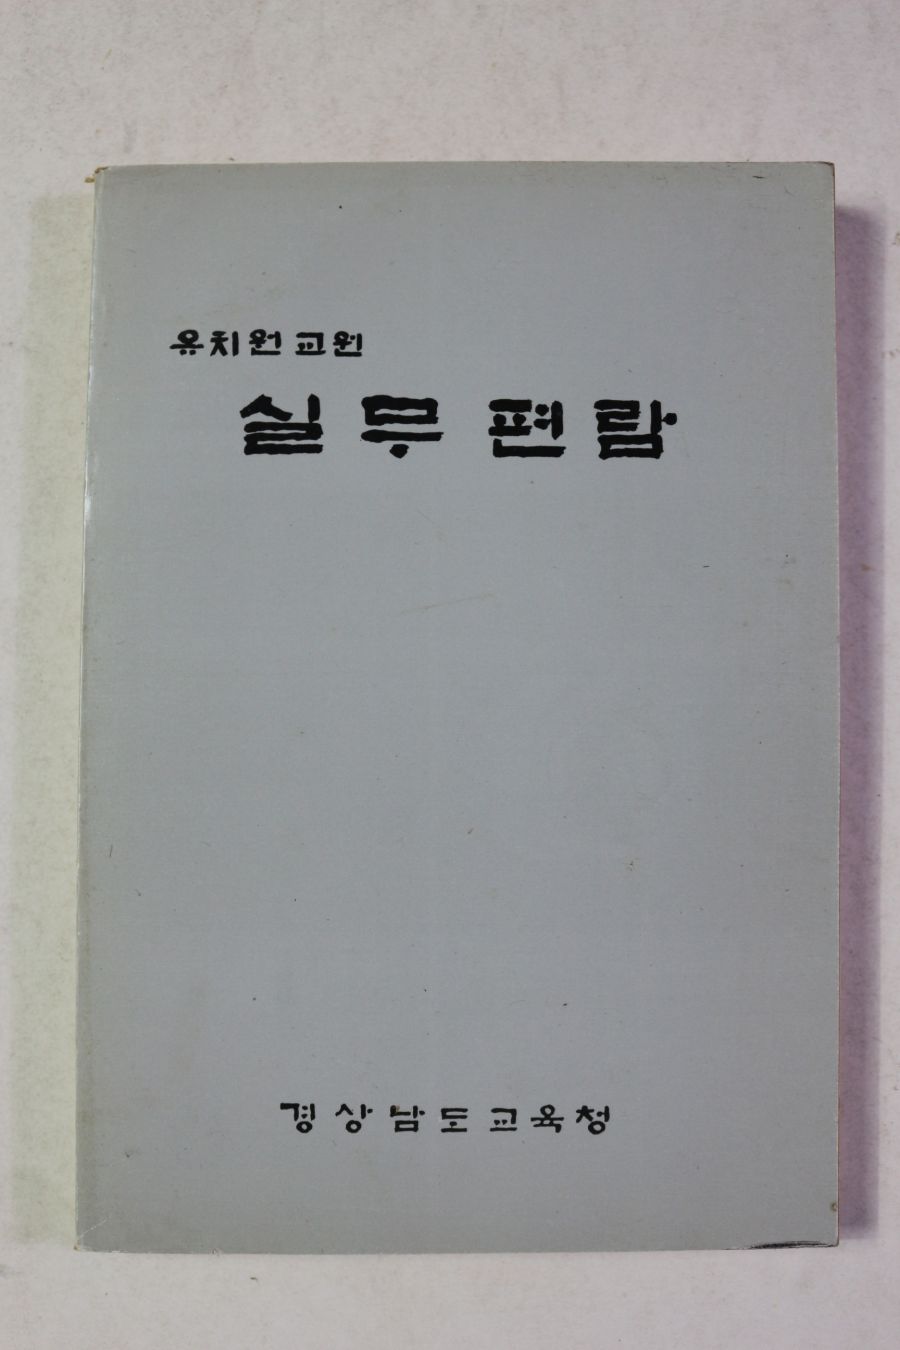 유치원 교원
실무편람
경상남도교육청